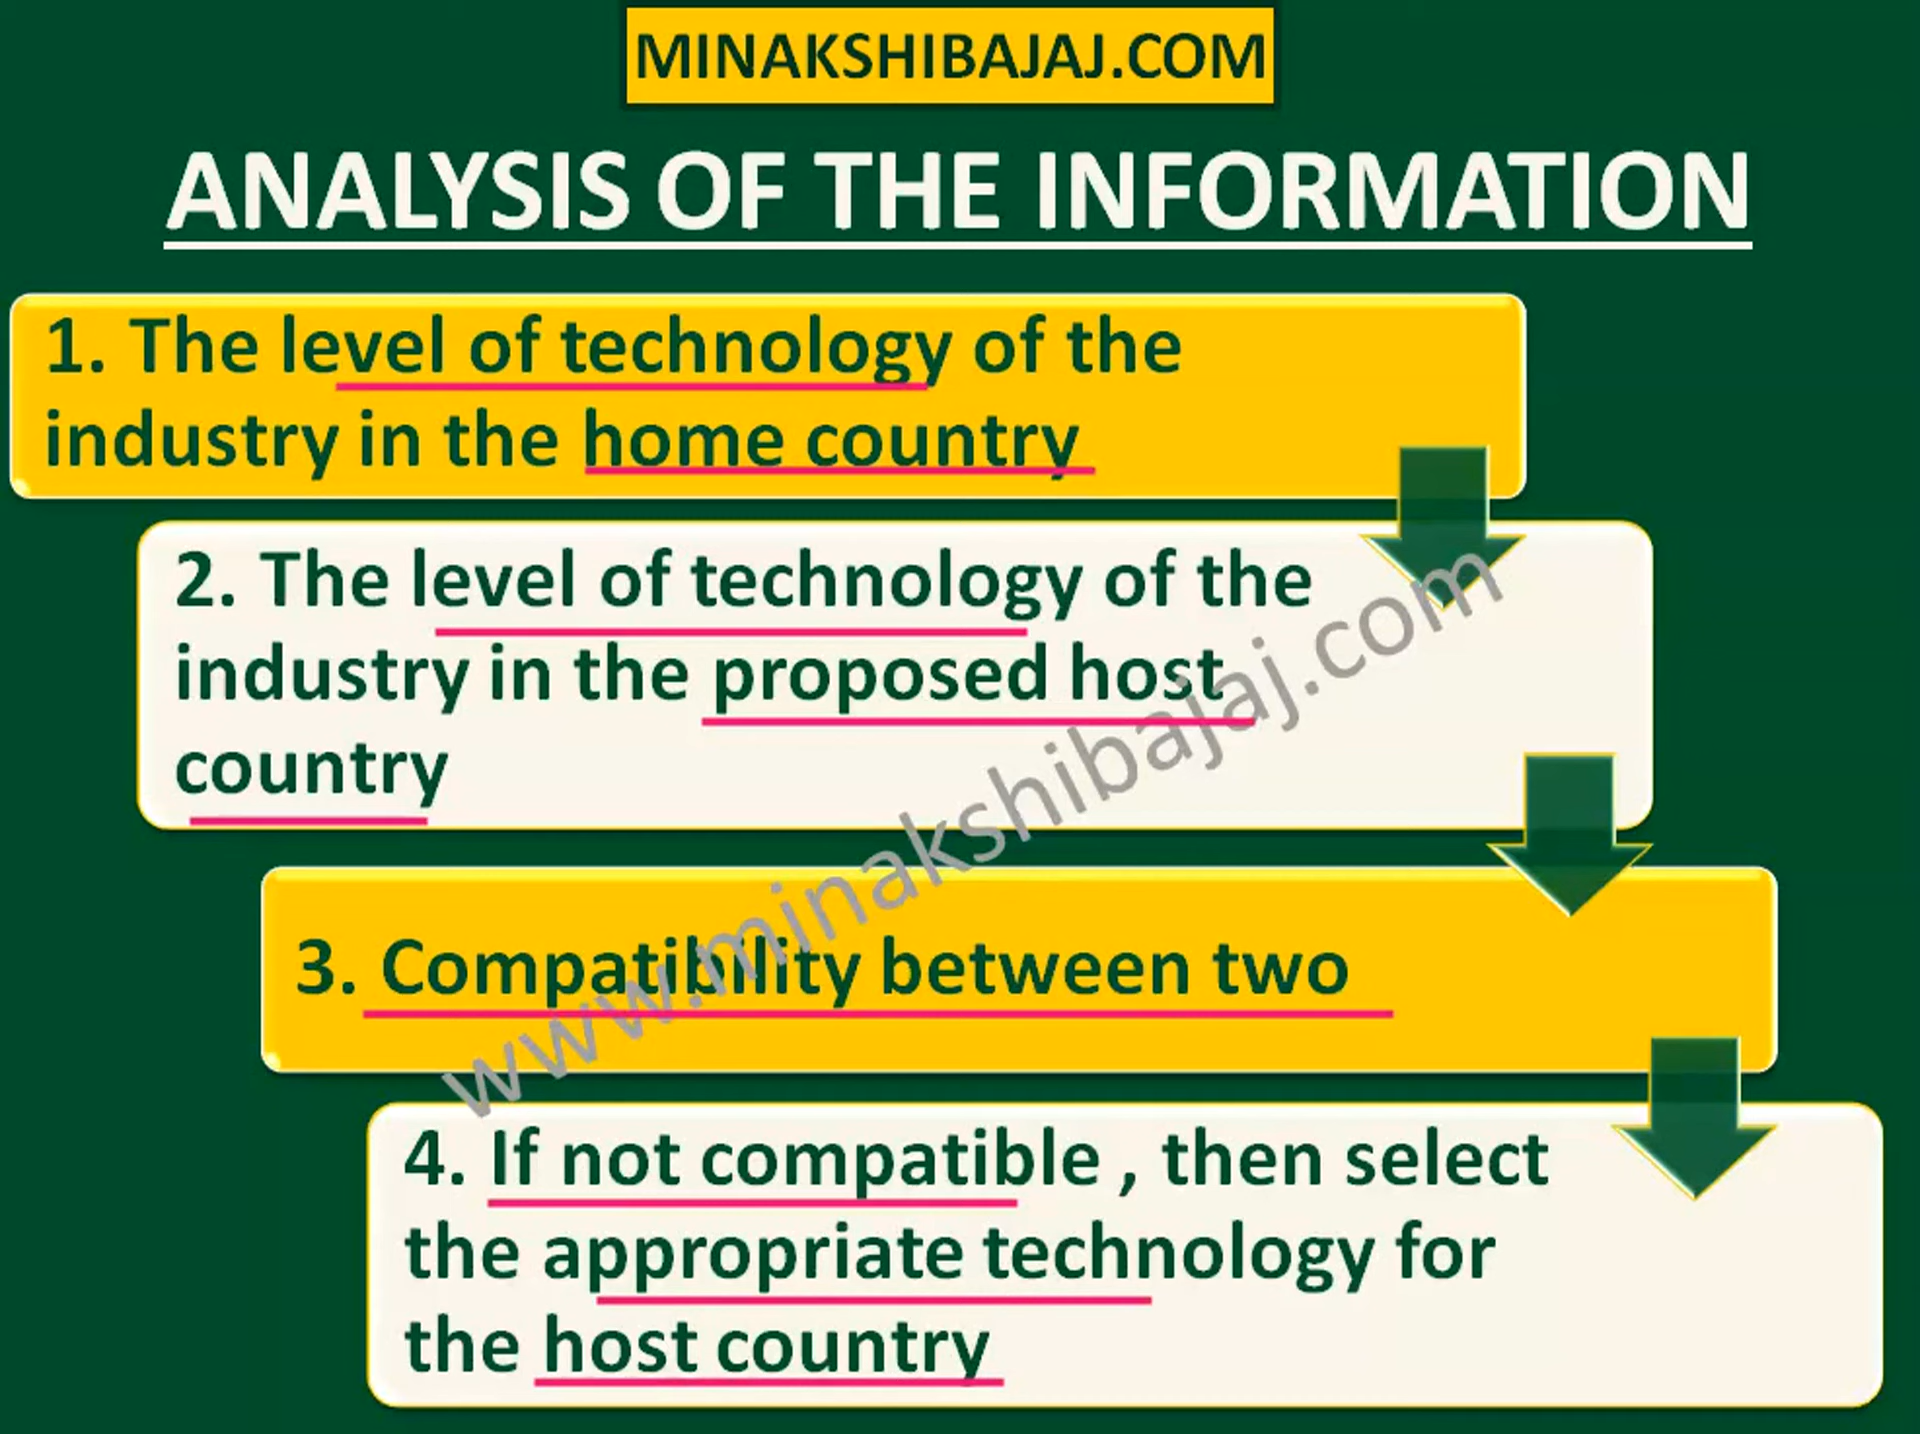 MINAKSHIBAJAJ.COM
ANALYSIS OF THE INFORMATION
1. The level of technology of the
industry in the home country
2. The level of technology of the
industry in the proposed host
country
3. Compatibility between two
4. If not compatible , then select
the appropriate technology for
the host country
www.minakshibajaj.com